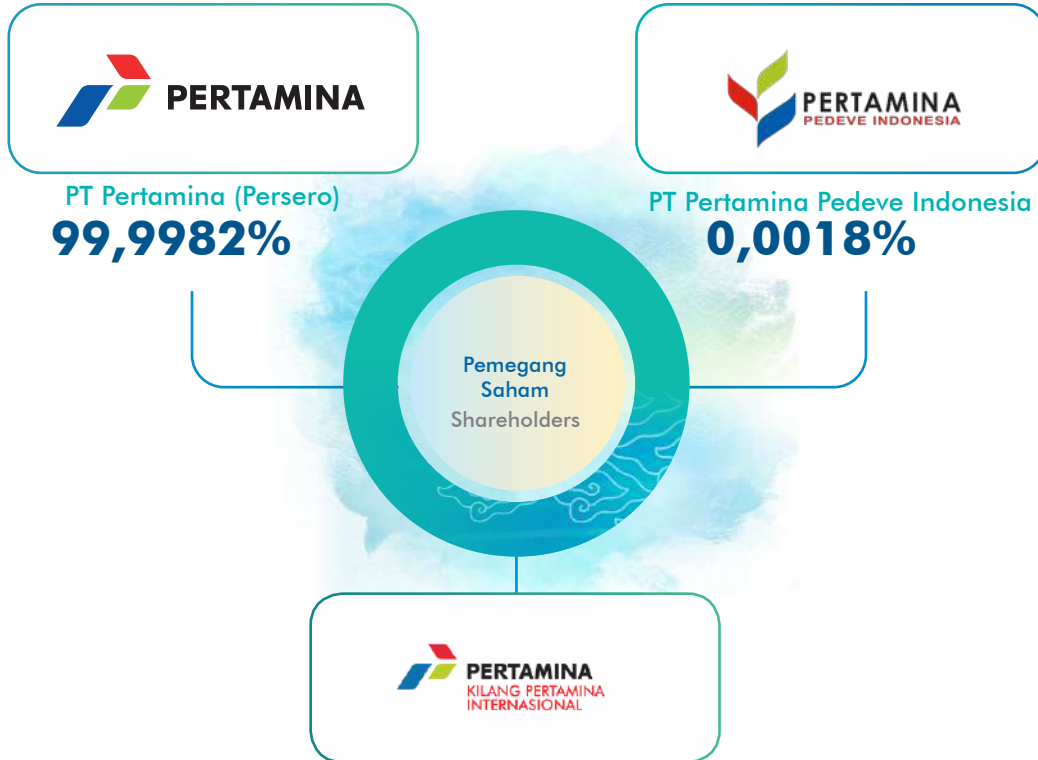 PERTAMINA
PT Pertamina (Persero)
99,9982%
PERTAMINA
PEDEVE INDONESIA
PT Pertamina Pedeve Indonesia
0,0018%
Pemegang
Saham
Shareholders
PERTAMINA
KILANG PERTAMINA
INTERNASIONAL